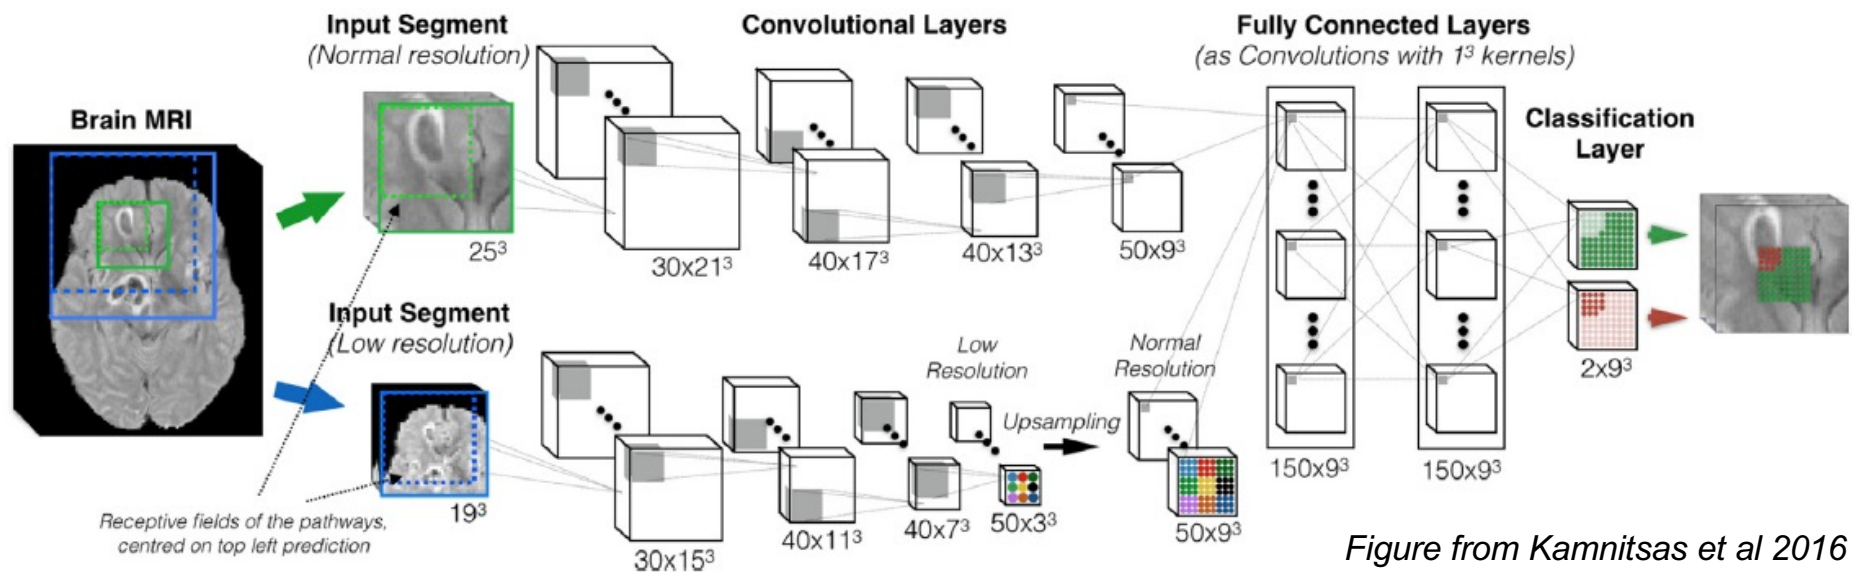 Brain MRI
Input Segment
(Normal resolution)
25³
Convolutional Layers
30x21³
40x17³
40x13³
50x9³
Fully Connected Layers
(as Convolutions with 1³ kernels)
150x9³
150x9³
Classification
Layer
2x9³
Input Segment
(Low resolution)
19³
30x15³
40x11³
40x7³
Low
Resolution
50x3³
Upsampling
Normal
Resolution
50x9³
Receptive fields of the pathways,
centred on top left prediction
Figure from Kamnitsas et al 2016